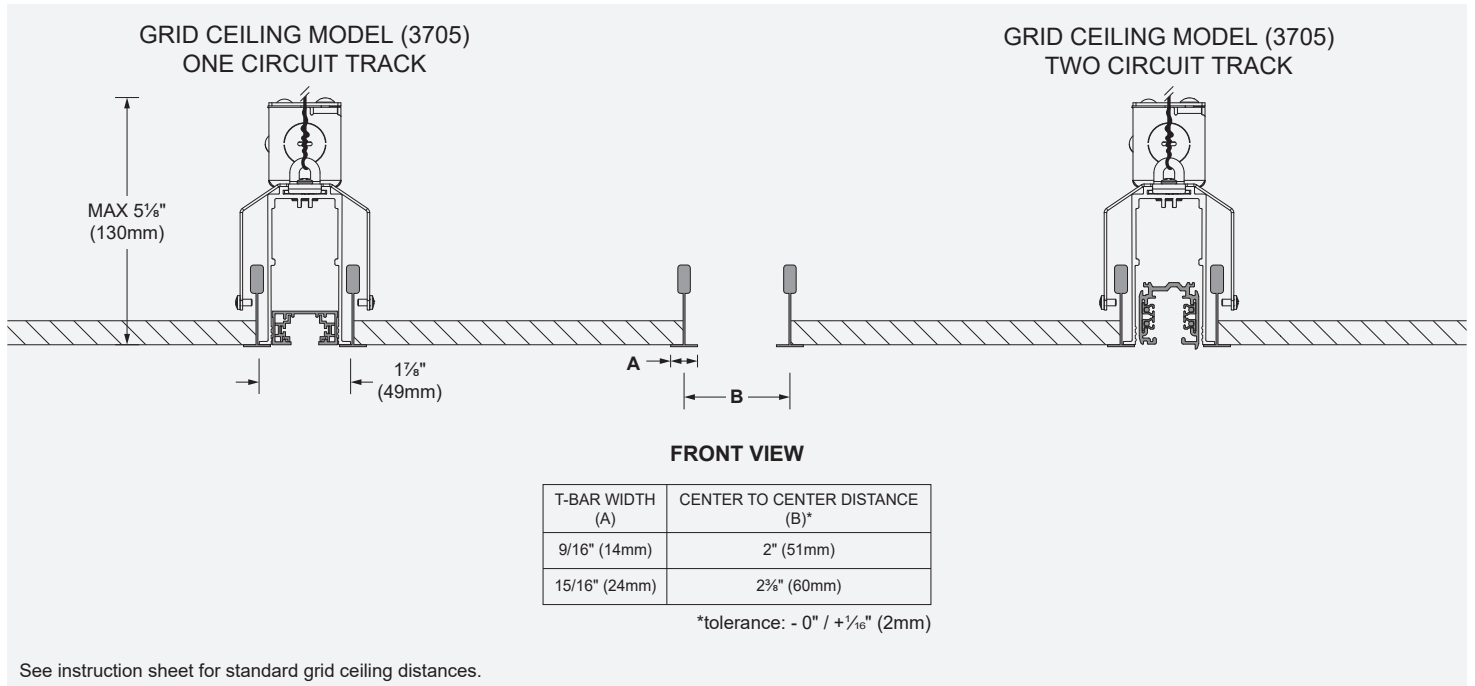 GRID CEILING MODEL (3705)
ONE CIRCUIT TRACK
GRID CEILING MODEL (3705)
TWO CIRCUIT TRACK
MAX 5⅛"
(130mm)
1⅞"
(49mm)
A
B
FRONT VIEW
T-BAR WIDTH
(A)
CENTER TO CENTER DISTANCE
(B)*
9/16" (14mm)
2" (51mm)
15/16" (24mm)
2⅜" (60mm)
*tolerance: - 0" / +¹⁄₁₆" (2mm)
See instruction sheet for standard grid ceiling distances.